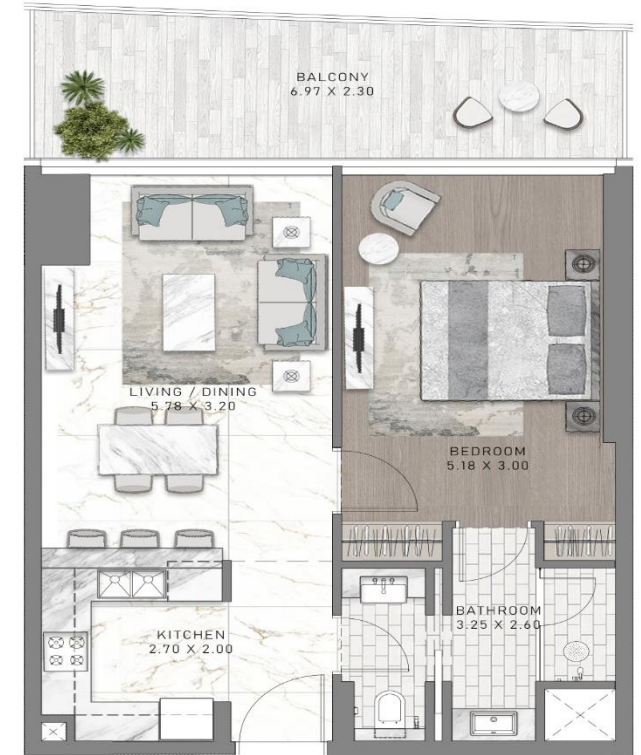 BALCONY
6.97 X 2.30
LIVING / DINING
5.78 X 3.20
BEDROOM
5.18 X 3.00
BATHROOM
3.25 X 2.60
KITCHEN
2.70 X 2.00